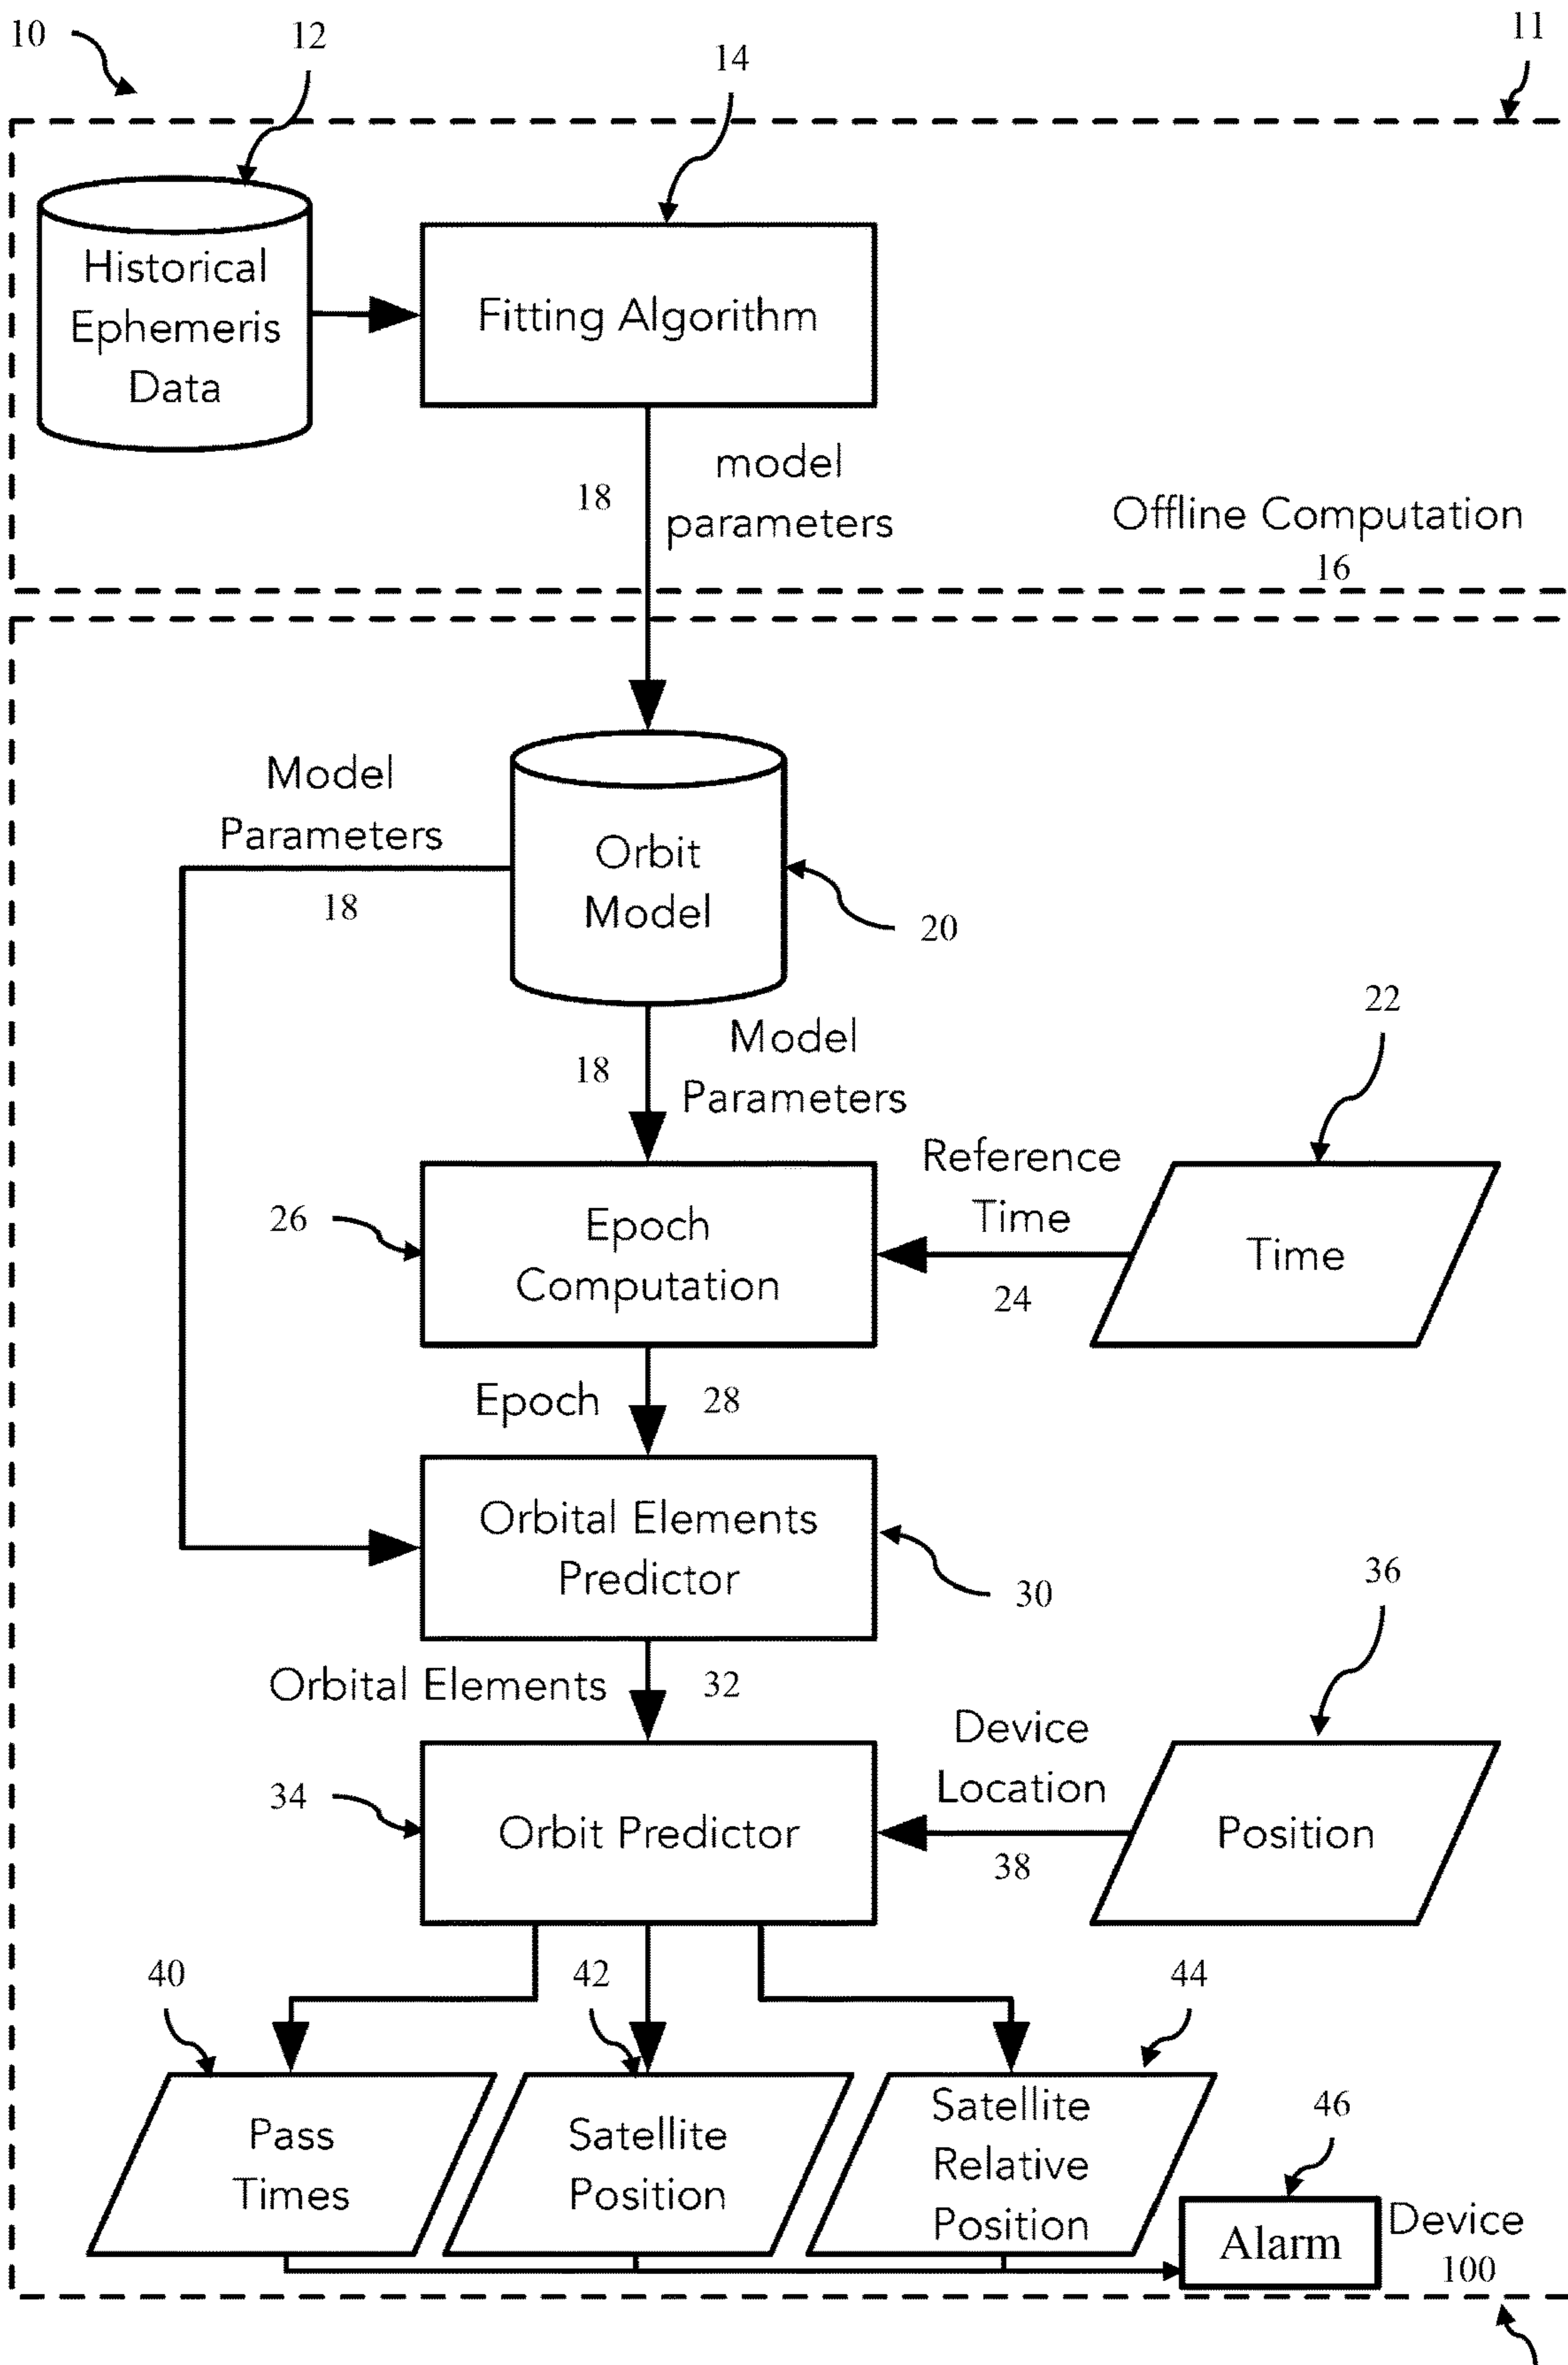 10
12
14
11
Historical
Ephemeris
Data
Fitting Algorithm
18
model
parameters
Offline Computation
16
Model
Parameters
18
Orbit
Model
20
18
Model
Parameters
22
26
Epoch
Computation
Reference
Time
24
Time
Epoch
28
Orbital Elements
Predictor
30
36
Orbital Elements
32
34
Orbit Predictor
Device
Location
38
Position
40
42
44
Pass
Times
Satellite
Position
Satellite
Relative
Position
46
Alarm
Device
100